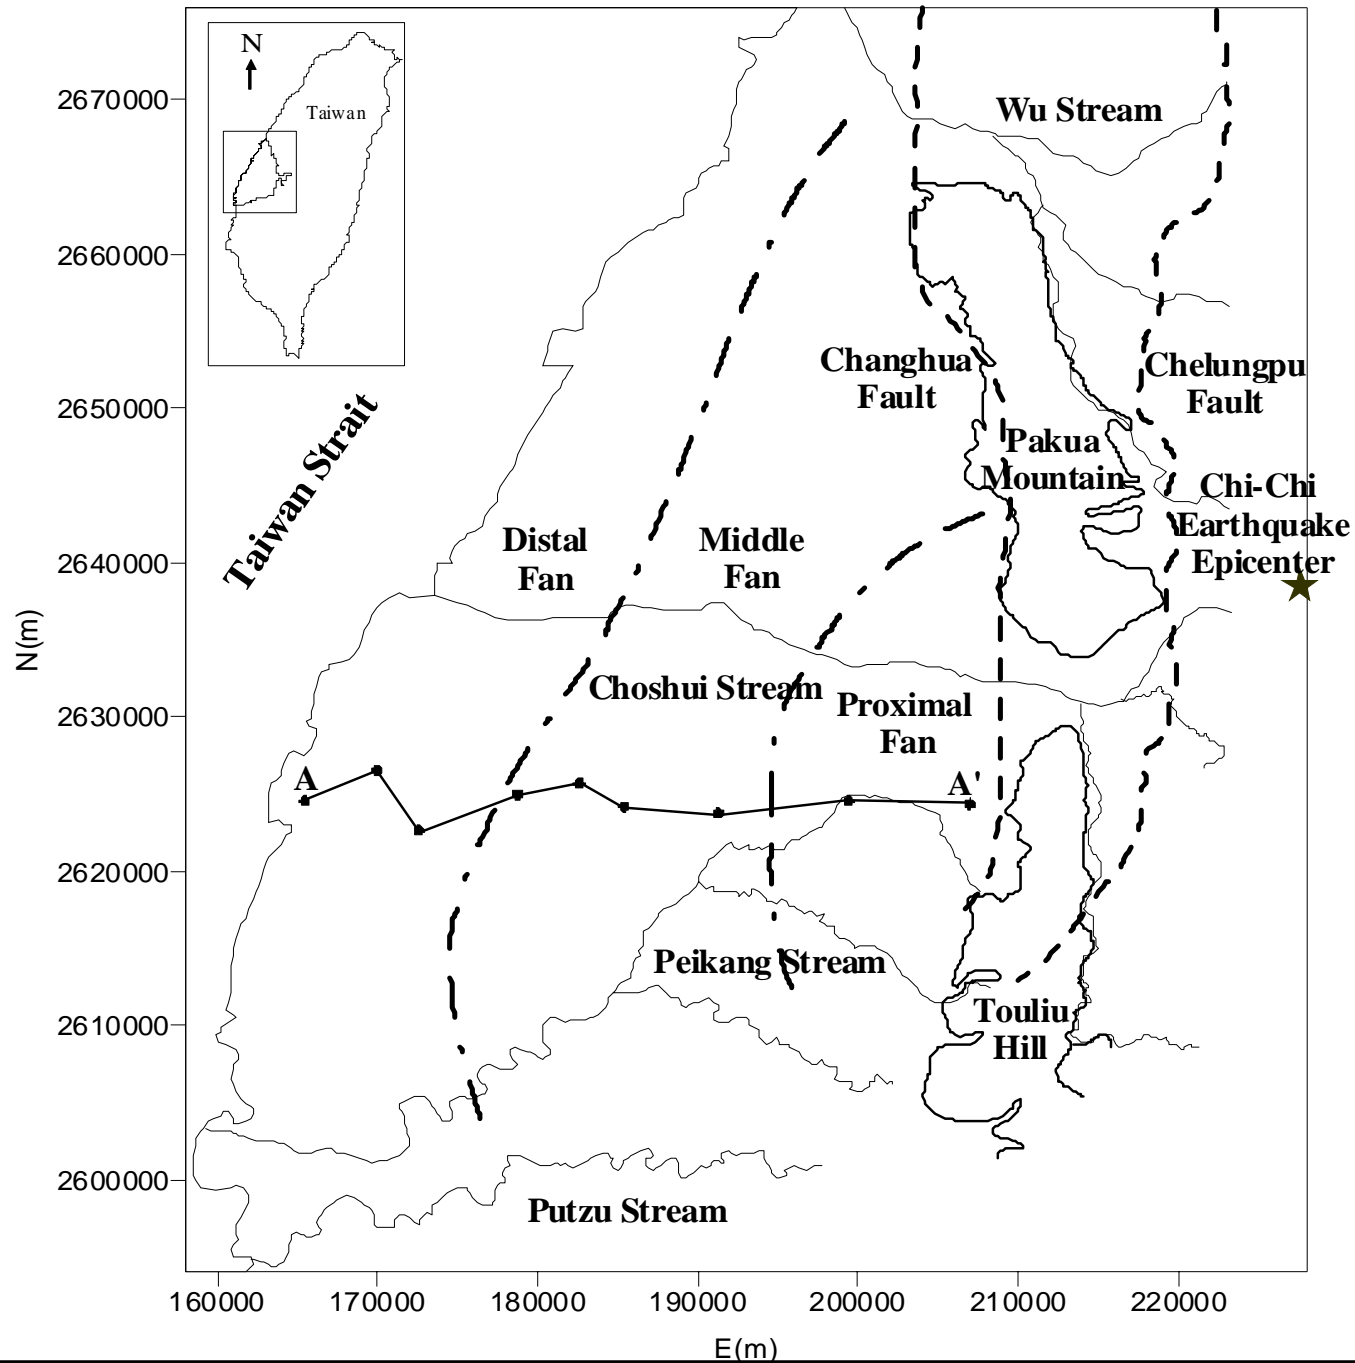 N
Taiwan
2670000
Wu Stream
2660000
Changhua
Fault
Chelungpu
Fault
2650000
Taiwan Strait
Pakua
Mountain
Chi-Chi
Earthquake
Epicenter
Distal
Fan
Middle
Fan
2640000
N(m)
Choshui Stream
Proximal
Fan
2630000
A
A'
2620000
Peikang Stream
Touliu
Hill
2610000
2600000
Putzu Stream
160000
170000
180000
190000
200000
210000
220000
E(m)